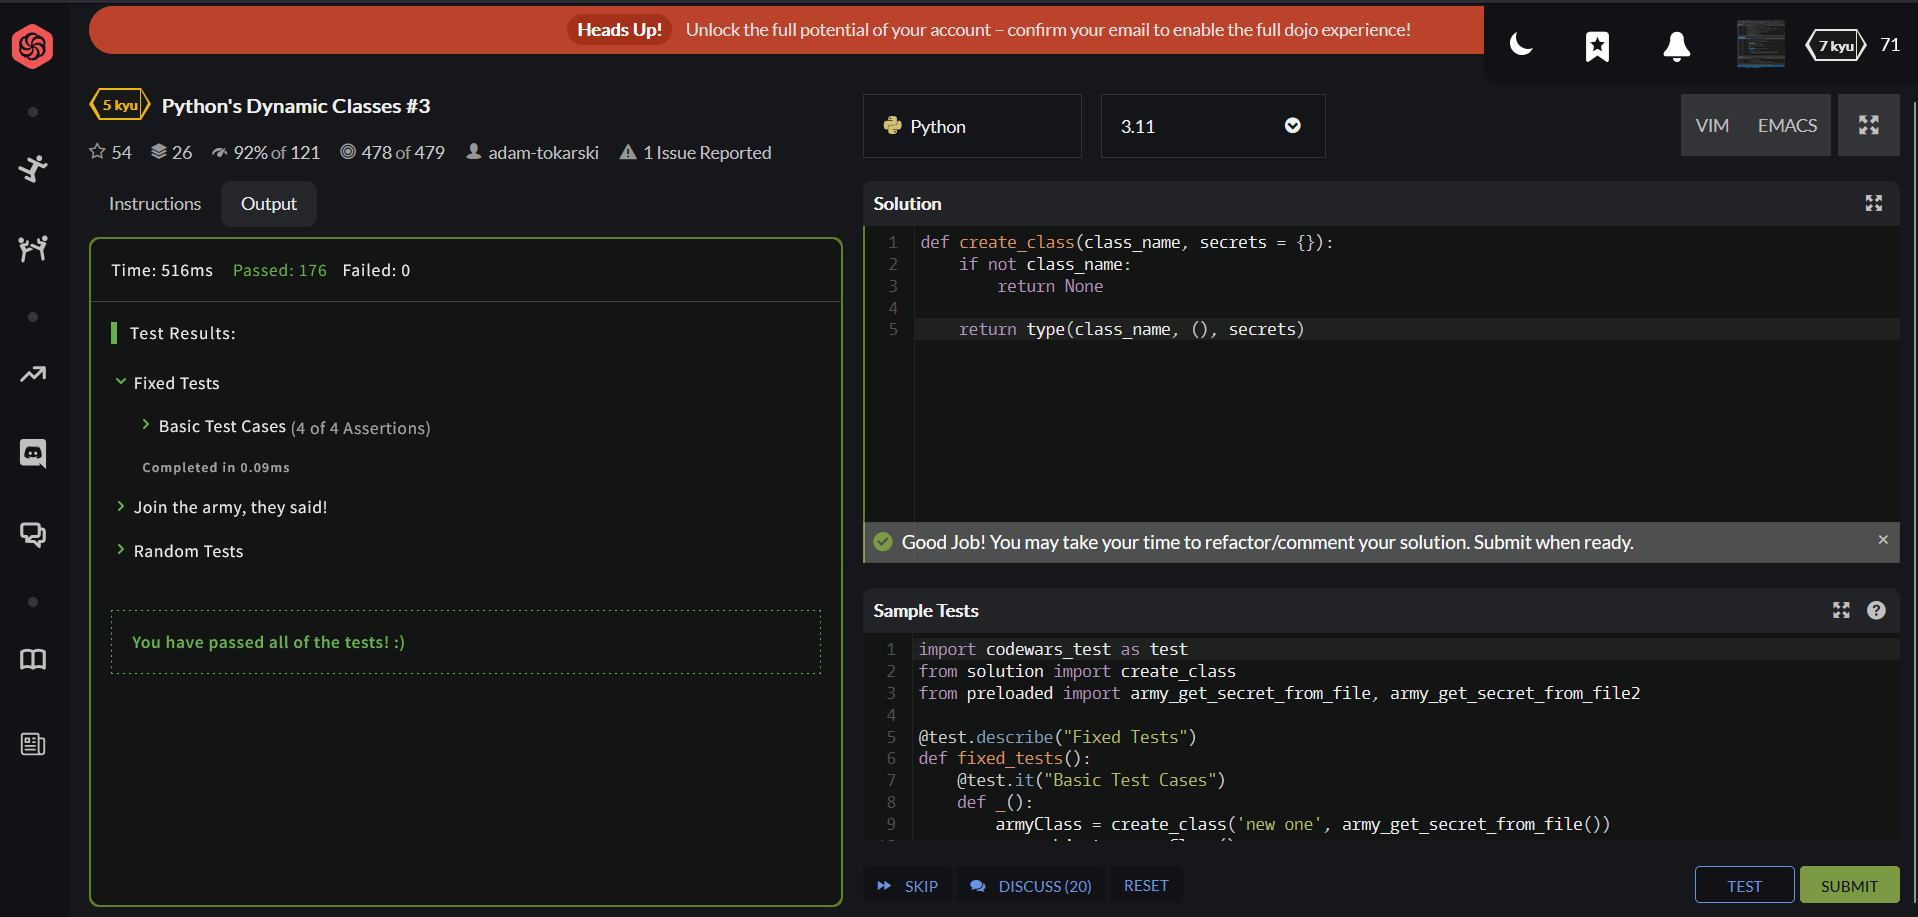 Heads Up! Unlock the full potential of your account – confirm your email to enable the full dojo experience!
7 kyu 71
5 kyu Python's Dynamic Classes #3
54 26 92% of 121 478 of 479 adam-tokarski 1 Issue Reported
Python 3.11 VIM EMACS
Instructions Output
Time: 516ms Passed: 176 Failed: 0
Test Results:
Fixed Tests
Basic Test Cases (4 of 4 Assertions)
Completed in 0.09ms
Join the army, they said!
Random Tests
You have passed all of the tests! :)
Solution
1 def create_class(class_name, secrets = {}):
2 if not class_name:
3 return None
4
5 return type(class_name, (), secrets)
Good Job! You may take your time to refactor/comment your solution. Submit when ready. ×
Sample Tests ?
1 import codewars_test as test
2 from solution import create_class
3 from preloaded import army_get_secret_from_file, army_get_secret_from_file2
4
5 @test.describe("Fixed Tests")
6 def fixed_tests():
7 @test.it("Basic Test Cases")
8 def _():
9 armyClass = create_class('new one', army_get_secret_from_file())
SKIP DISCUSS (20) RESET TEST SUBMIT